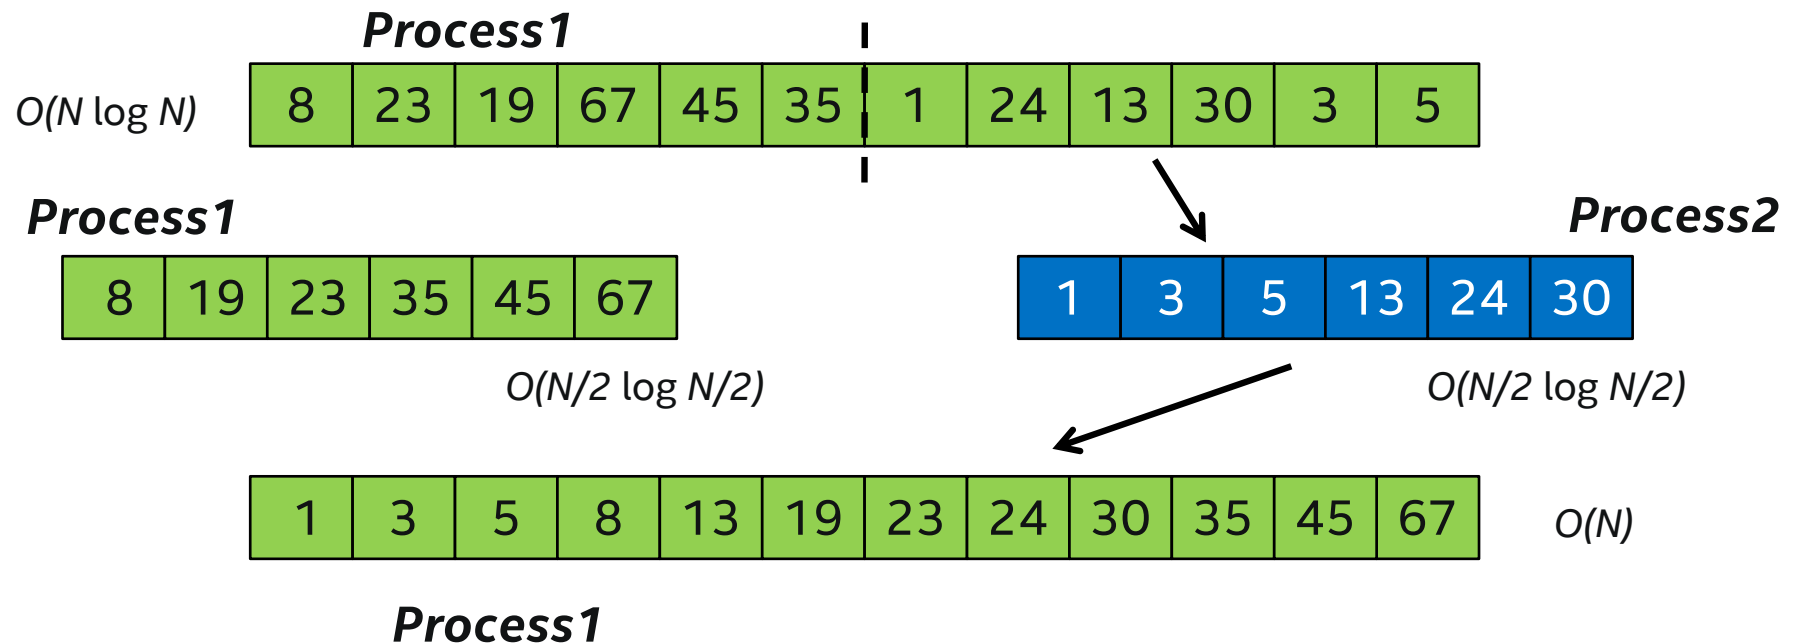 Process1
O(N log N) 8 23 19 67 45 35 1 24 13 30 3 5
Process1 Process2
8 19 23 35 45 67 1 3 5 13 24 30
O(N/2 log N/2) O(N/2 log N/2)
1 3 5 8 13 19 23 24 30 35 45 67 O(N)
Process1